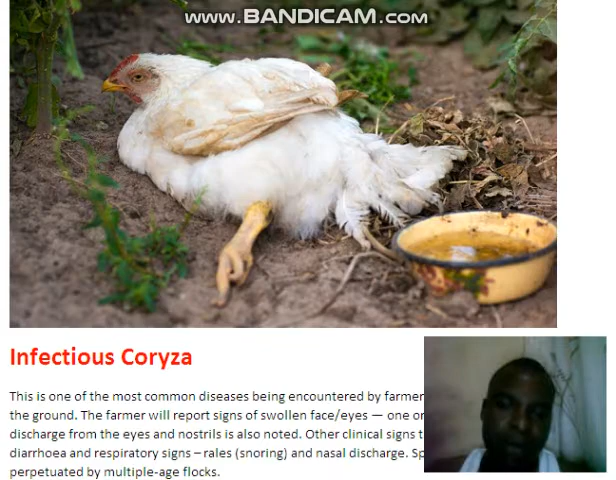 www.BANDICAM.com
Infectious Coryza
This is one of the most common diseases being encountered by farmer
the ground. The farmer will report signs of swollen face/eyes — one or
discharge from the eyes and nostrils is also noted. Other clinical signs
diarrhoea and respiratory signs – rales (snoring) and nasal discharge.
perpetuated by multiple-age flocks.